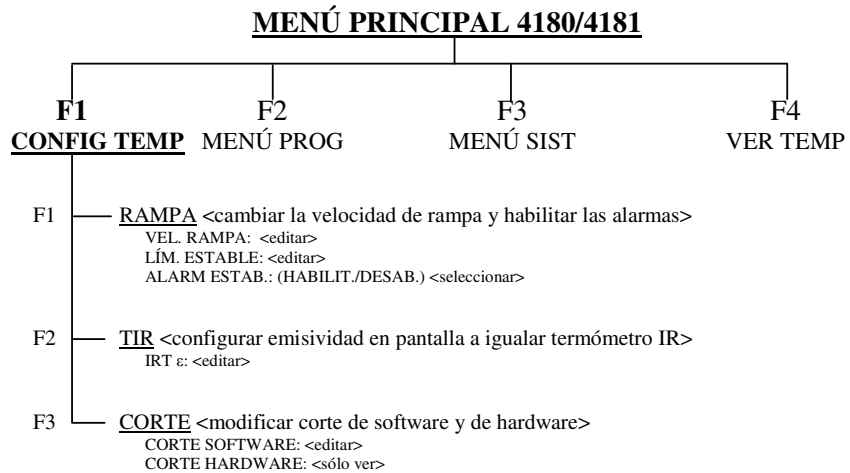 MENÚ PRINCIPAL 4180/4181
F1 F2 F3 F4
CONFIG TEMP MENÚ PROG MENÚ SIST VER TEMP
F1 RAMPA <cambiar la velocidad de rampa y habilitar las alarmas>
VEL. RAMPA: <editar>
LÍM. ESTABLE: <editar>
ALARM ESTAB.: (HABILIT./DESAB.) <seleccionar>
F2 TIR <configurar emisividad en pantalla a igualar termómetro IR>
IRT ε: <editar>
F3 CORTE <modificar corte de software y de hardware>
CORTE SOFTWARE: <editar>
CORTE HARDWARE: <sólo ver>